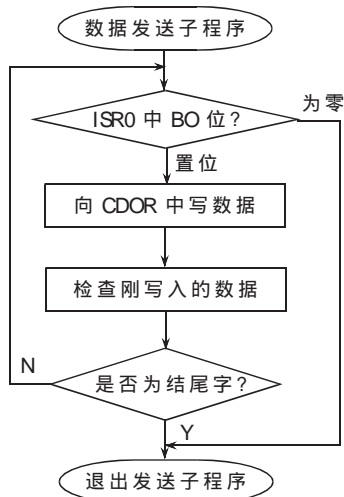 数据发送子程序
ISR0 中 BO 位?
为零
置位
向 CDOR 中写数据
检查刚写入的数据
N
是否为结尾字?
Y
退出发送子程序